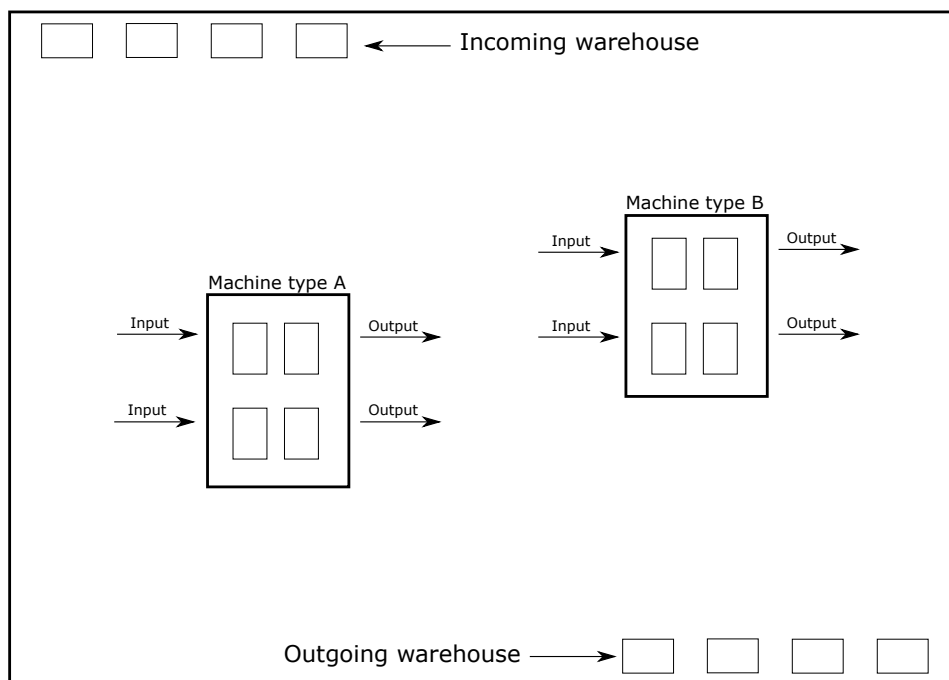 Incoming warehouse
Machine type B
Input
Output
Machine type A
Input
Output
Input
Output
Input
Output
Outgoing warehouse